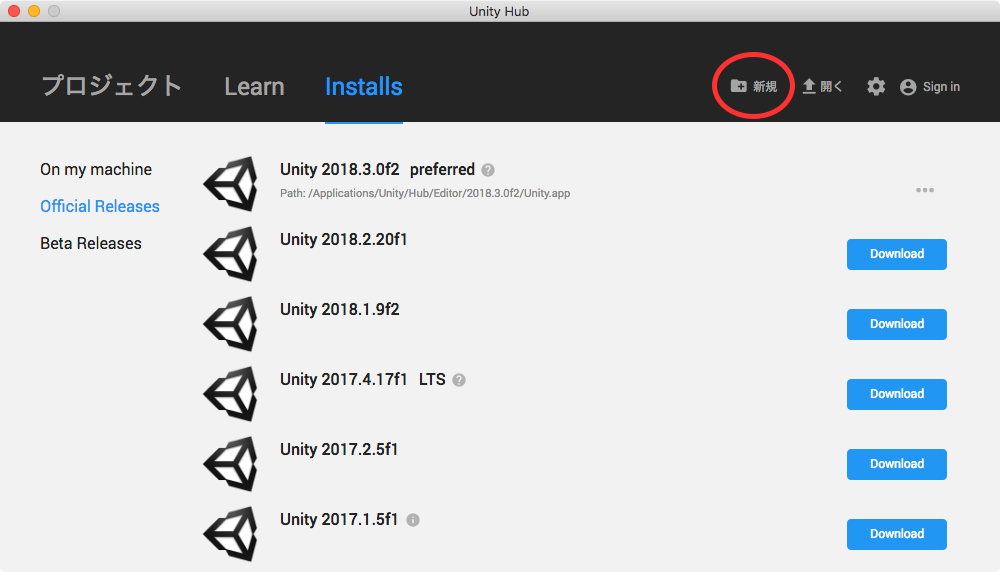 Unity Hub
プロジェクト Learn Installs 新規 開く Sign in
On my machine
Official Releases
Beta Releases
Unity 2018.3.0f2 preferred ?
Path: /Applications/Unity/Hub/Editor/2018.3.0f2/Unity.app
Unity 2018.2.20f1
Download
Unity 2018.1.9f2
Download
Unity 2017.4.17f1 LTS ?
Download
Unity 2017.2.5f1
Download
Unity 2017.1.5f1 i
Download